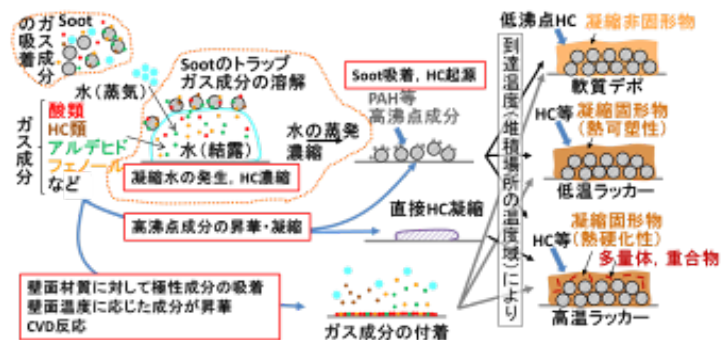 ガス成分
の吸着
Soot
Sootのトラップ
ガス成分の溶解
水（蒸気）
ガス成分
酸類
HC類
アルデヒド
フェノール
など
水（結露）
凝縮水の発生, HC濃縮
水の蒸発
濃縮
Soot吸着, HC起源
PAH等
高沸点成分
高沸点成分の昇華・凝縮
直接HC凝縮
壁面材質に対して極性成分の吸着
壁面温度に応じた成分が昇華
CVD反応
ガス成分の付着
到達温度（堆積場所の温度域）により
低沸点HC
凝縮非固形物
軟質デポ
HC等
凝縮固形物
（熱可塑性）
低温ラッカー
凝縮固形物
（熱硬化性）
HC等
多量体, 重合物
高温ラッカー